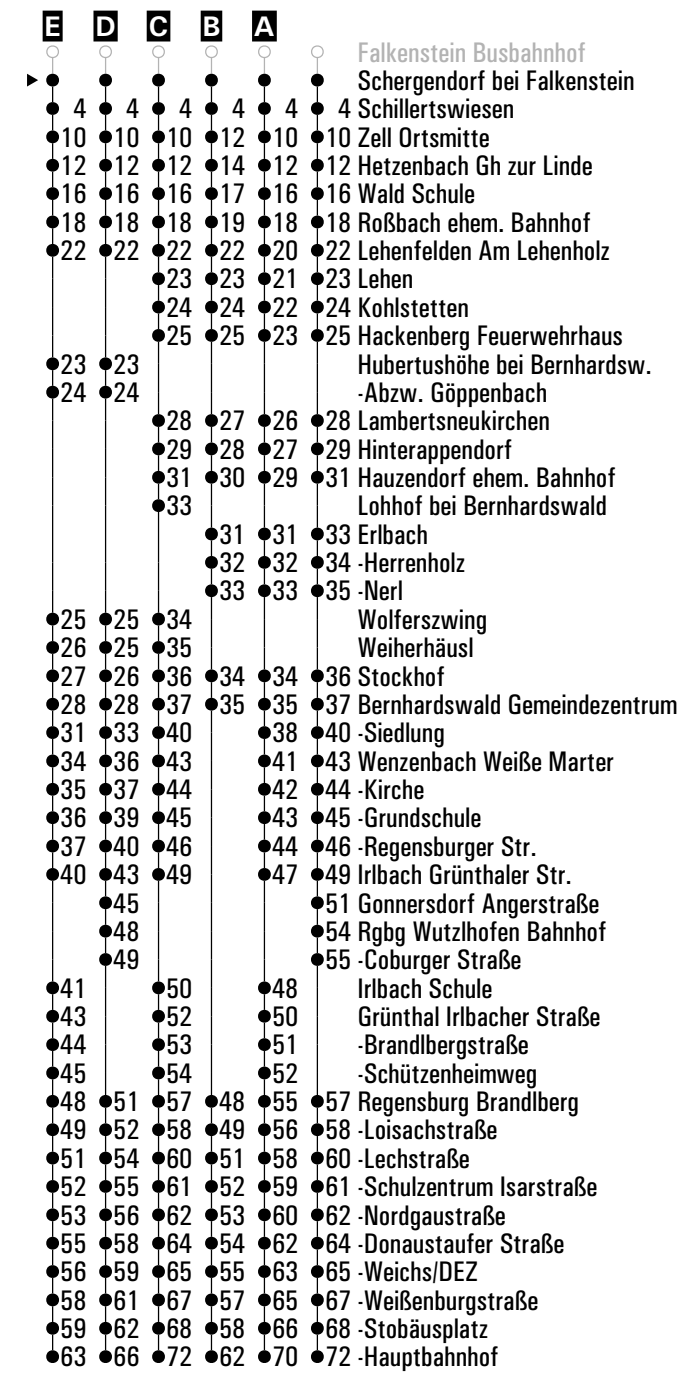 E D C B A
Falkenstein Busbahnhof
Schergendorf bei Falkenstein
4 4 4 4 4 4 Schillertswiesen
10 10 10 12 10 10 Zell Ortsmitte
12 12 12 14 12 12 Hetzenbach Gh zur Linde
16 16 16 17 16 16 Wald Schule
18 18 18 19 18 18 Roßbach ehem. Bahnhof
22 22 22 22 20 22 Lehenfelden Am Lehenholz
23 23 21 23 Lehen
24 24 22 24 Kohlstetten
25 25 23 25 Hackenberg Feuerwehrhaus
23 23 Hubertushöhe bei Bernhardsw.
24 24 -Abzw. Göppenbach
28 27 26 28 Lambertsneukirchen
29 28 27 29 Hinterappendorf
31 30 29 31 Hauzendorf ehem. Bahnhof
33 Lohhof bei Bernhardswald
31 31 33 Erlbach
32 32 34 -Herrenholz
33 33 35 -Nerl
25 25 34 Wolferszwing
26 25 35 Weiherhäusl
27 26 36 34 34 36 Stockhof
28 28 37 35 35 37 Bernhardswald Gemeindezentrum
31 33 40 38 40 -Siedlung
34 36 43 41 43 Wenzenbach Weiße Marter
35 37 44 42 44 -Kirche
36 39 45 43 45 -Grundschule
37 40 46 44 46 -Regensburger Str.
40 43 49 47 49 Irlbach Grünthaler Str.
45 51 Gonnersdorf Angerstraße
48 54 Rgbg Wutzlhofen Bahnhof
49 55 -Coburger Straße
41 50 48 Irlbach Schule
43 52 50 Grünthal Irlbacher Straße
44 53 51 -Brandlbergstraße
45 54 52 -Schützenheimweg
48 51 57 48 55 57 Regensburg Brandlberg
49 52 58 49 56 58 -Loisachstraße
51 54 60 51 58 60 -Lechstraße
52 55 61 52 59 61 -Schulzentrum Isarstraße
53 56 62 53 60 62 -Nordgaustraße
55 58 64 54 62 64 -Donaustaufer Straße
56 59 65 55 63 65 -Weichs/DEZ
58 61 67 57 65 67 -Weißenburgstraße
59 62 68 58 66 68 -Stobäusplatz
63 66 72 62 70 72 -Hauptbahnhof